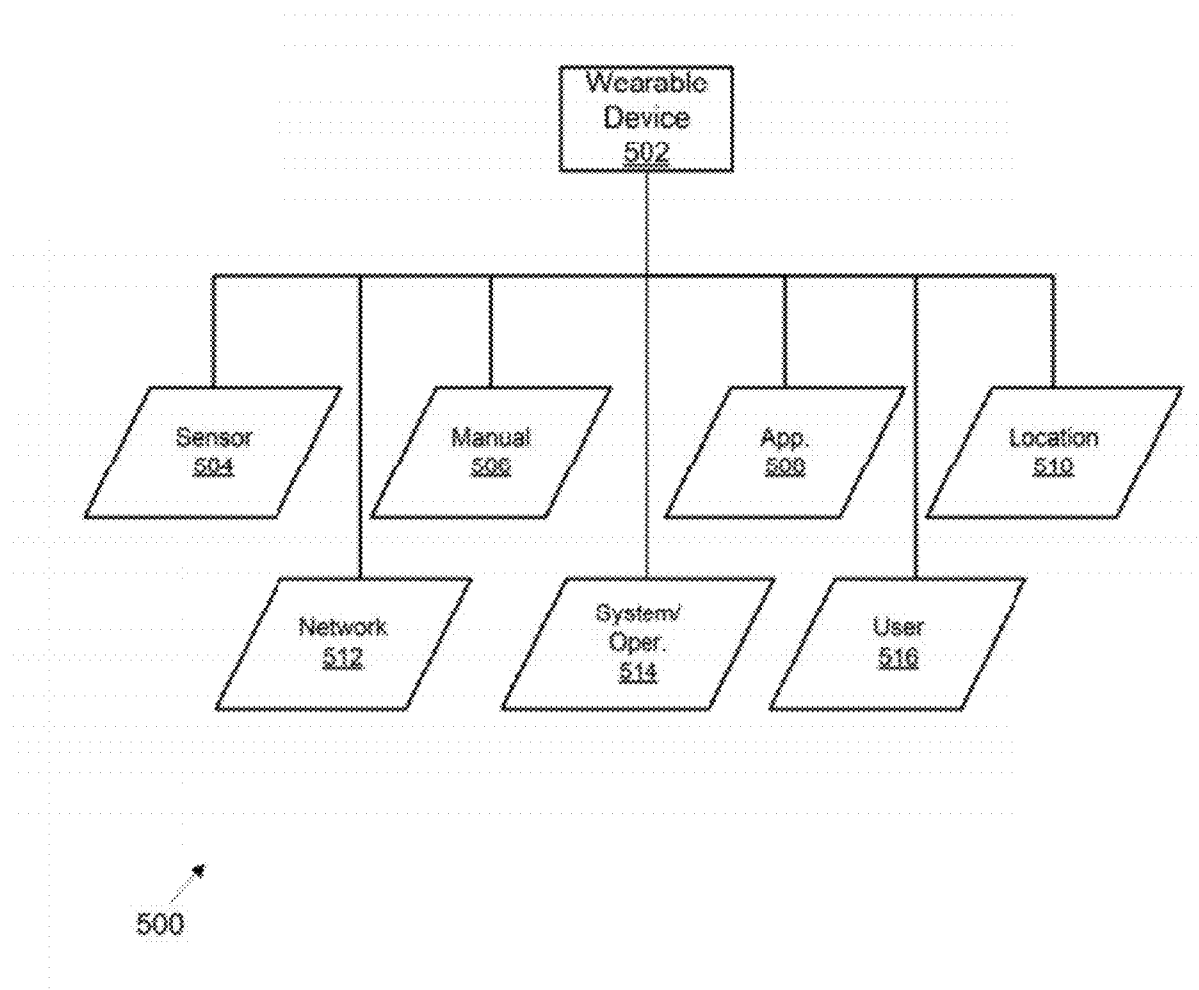 Wearable
Device
502
Sensor
504
Manual
506
App.
508
Location
510
Network
512
System/
Oper.
514
User
516
500